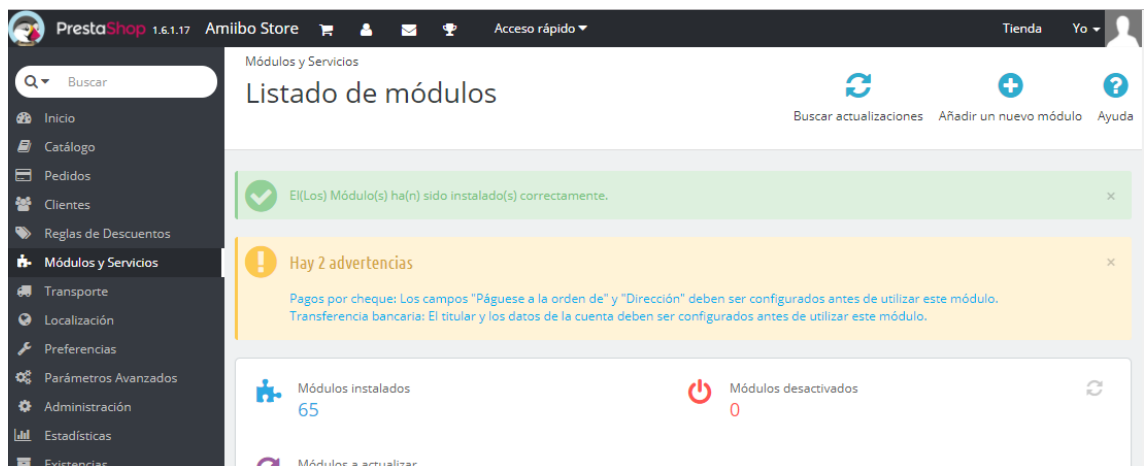 PrestaShop 1.6.1.17 Amiibo Store Acceso rápido Tienda Yo
Buscar
Inicio
Catálogo
Pedidos
Clientes
Reglas de Descuentos
Módulos y Servicios
Transporte
Localización
Preferencias
Parámetros Avanzados
Administración
Estadísticas
Existencias
Módulos y Servicios
Listado de módulos
Buscar actualizaciones Añadir un nuevo módulo Ayuda
El(Los) Módulo(s) ha(n) sido instalado(s) correctamente.
Hay 2 advertencias
Pagos por cheque: Los campos "Páguese a la orden de" y "Dirección" deben ser configurados antes de utilizar este módulo.
Transferencia bancaria: El titular y los datos de la cuenta deben ser configurados antes de utilizar este módulo.
Módulos instalados
65
Módulos desactivados
0
Módulos a actualizar